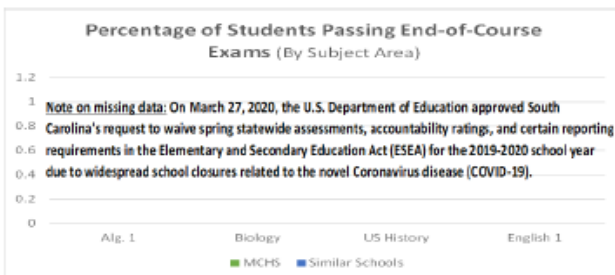 Percentage of Students Passing End-of-Course
Exams (By Subject Area)
1.2
1
Note on missing data: On March 27, 2020, the U.S. Department of Education approved South
0.8
Carolina's request to waive spring statewide assessments, accountability ratings, and certain reporting
0.6
requirements in the Elementary and Secondary Education Act (ESEA) for the 2019-2020 school year
0.4
due to widespread school closures related to the novel Coronavirus disease (COVID-19).
0.2
0
Alg. 1 Biology US History English 1
MCHS Similar Schools